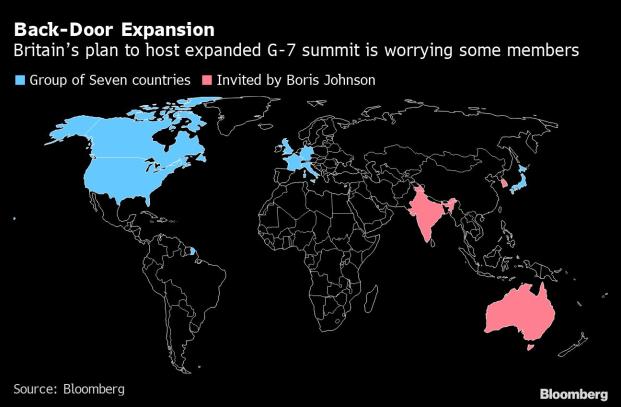 Back-Door Expansion
Britain's plan to host expanded G-7 summit is worrying some members
Group of Seven countries Invited by Boris Johnson
Source: Bloomberg
Bloomberg